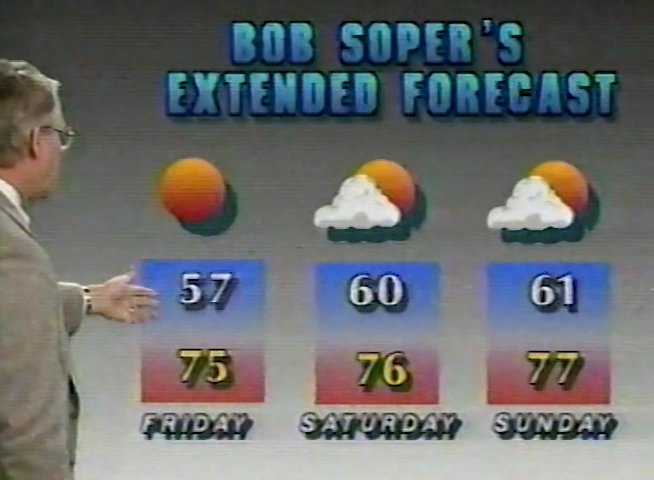 BOB SOPER'S
EXTENDED FORECAST
57 60 61
75 76 77
FRIDAY SATURDAY SUNDAY